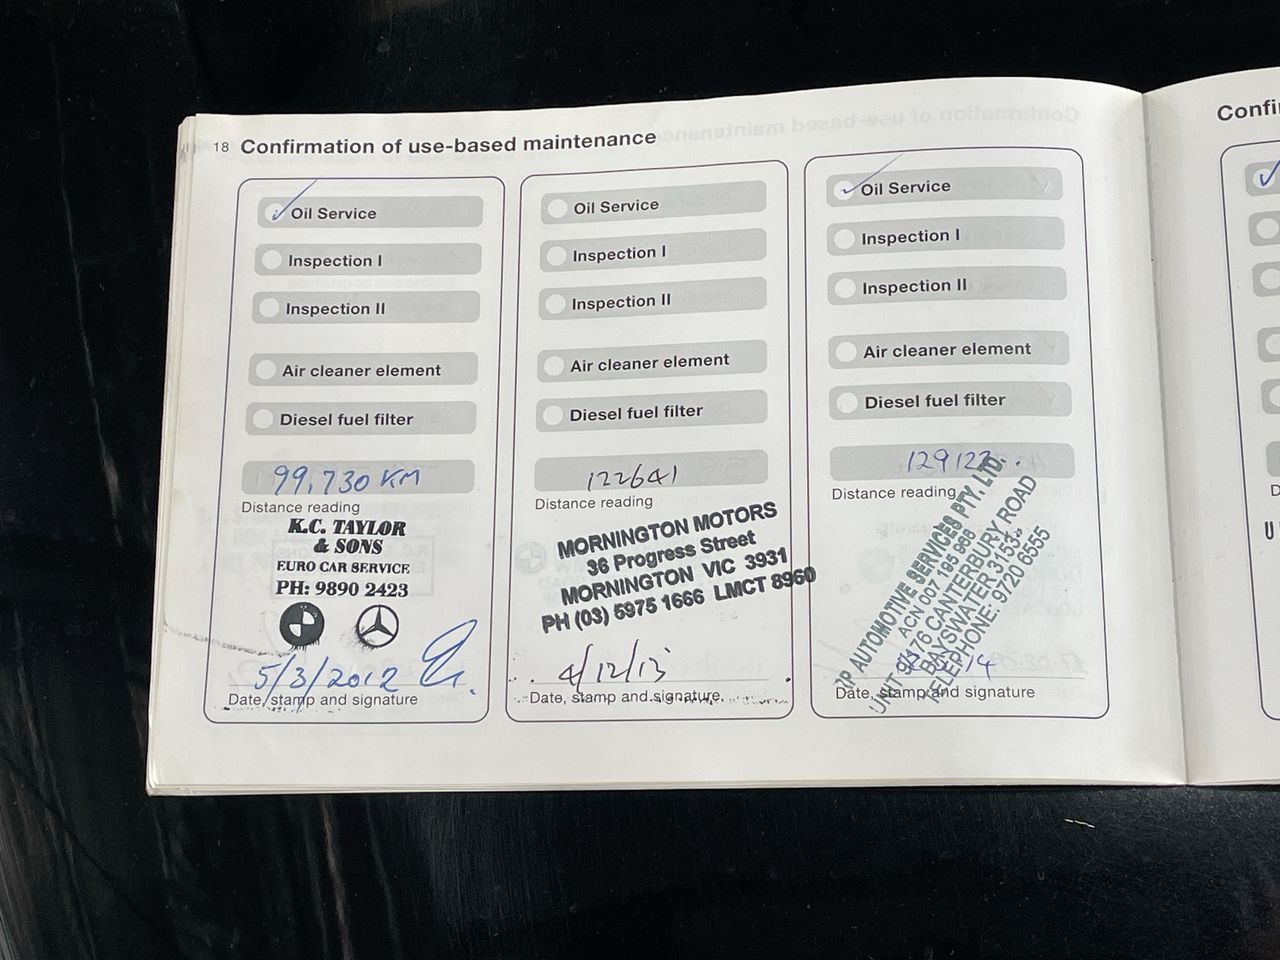 18 Confirmation of use-based maintenance
Oil Service
Inspection I
Inspection II
Air cleaner element
Diesel fuel filter
99,730 KM
Distance reading
K.C. TAYLOR
& SONS
EURO CAR SERVICE
PH: 9890 2423
5/3/2012
Date, stamp and signature
Oil Service
Inspection I
Inspection II
Air cleaner element
Diesel fuel filter
122641
Distance reading
MORNINGTON MOTORS
36 Progress Street
MORNINGTON VIC 3931
PH (03) 5975 1666 LMCT 8960
4/12/13
Date, stamp and signature
Oil Service
Inspection I
Inspection II
Air cleaner element
Diesel fuel filter
129123
Distance reading
AUTOMOTIVE SERVICES PTY. LTD.
ACN 007 195 966
UNIT 9/176 CANTERBURY ROAD
BAYSWATER 3153
TELEPHONE: 9720 6555
14
Date, stamp and signature
Confi